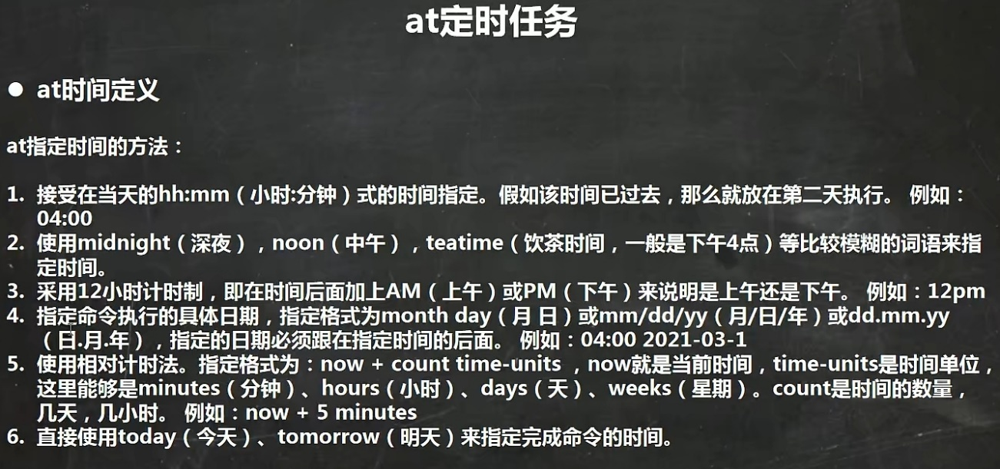 at定时任务
● at时间定义
at指定时间的方法：
1. 接受在当天的hh:mm（小时:分钟）式的时间指定。假如该时间已过去，那么就放在第二天执行。 例如：
04:00
2. 使用midnight（深夜），noon（中午），teatime（饮茶时间，一般是下午4点）等比较模糊的词语来指
定时间。
3. 采用12小时计时制，即在时间后面加上AM（上午）或PM（下午）来说明是上午还是下午。 例如：12pm
4. 指定命令执行的具体日期，指定格式为month day（月 日）或mm/dd/yy（月/日/年）或dd.mm.yy
（日.月.年），指定的日期必须跟在指定时间的后面。 例如：04:00 2021-03-1
5. 使用相对计时法。指定格式为：now + count time-units ，now就是当前时间，time-units是时间单位，
这里能够是minutes（分钟）、hours（小时）、days（天）、weeks（星期）。count是时间的数量，
几天，几小时。 例如：now + 5 minutes
6. 直接使用today（今天）、tomorrow（明天）来指定完成命令的时间。